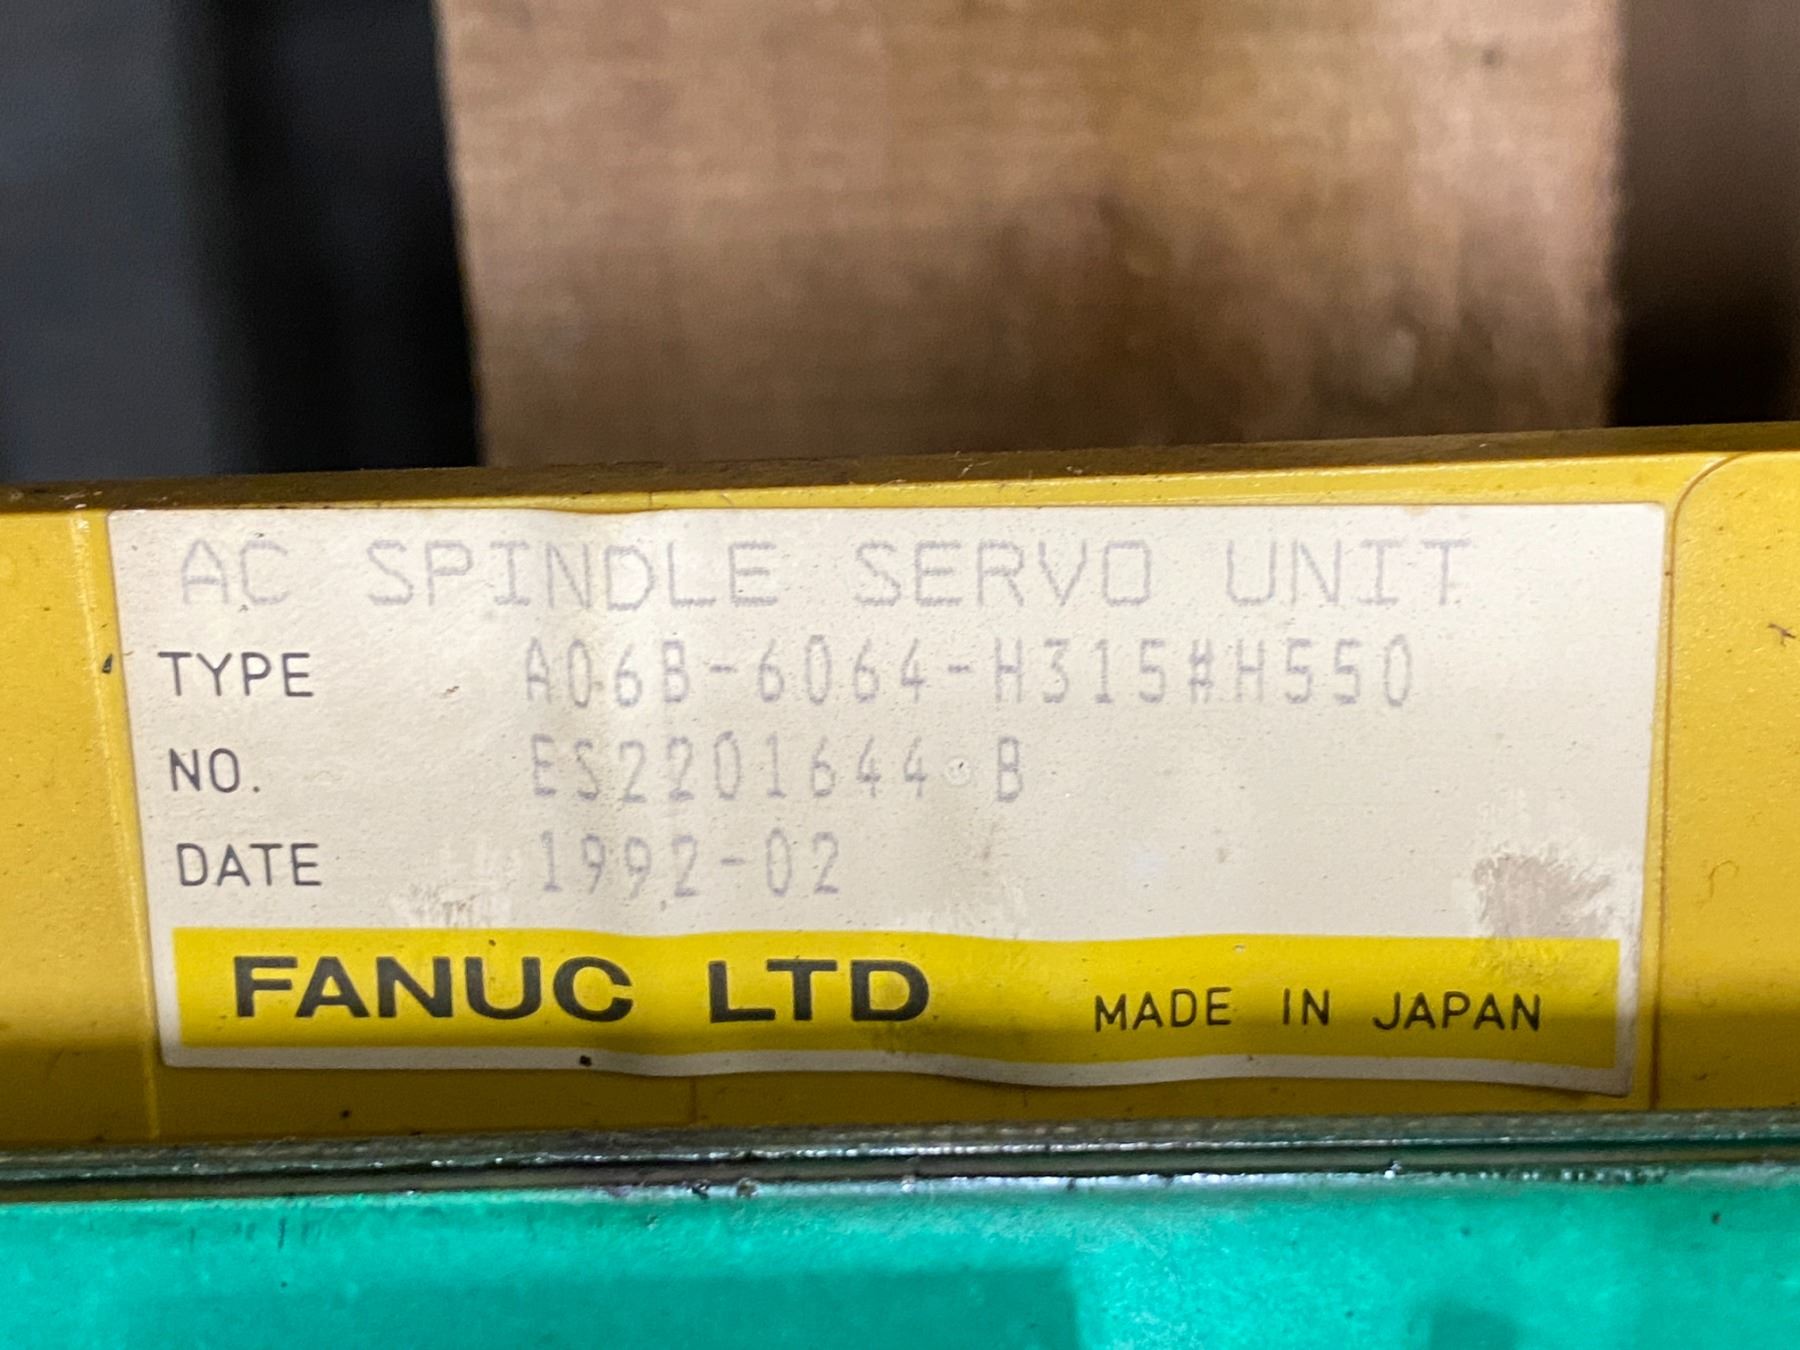 AC SPINDLE SERVO UNIT
TYPE A06B-6064-H315#H550
NO. ES2201644 B
DATE 1992-02
FANUC LTD MADE IN JAPAN